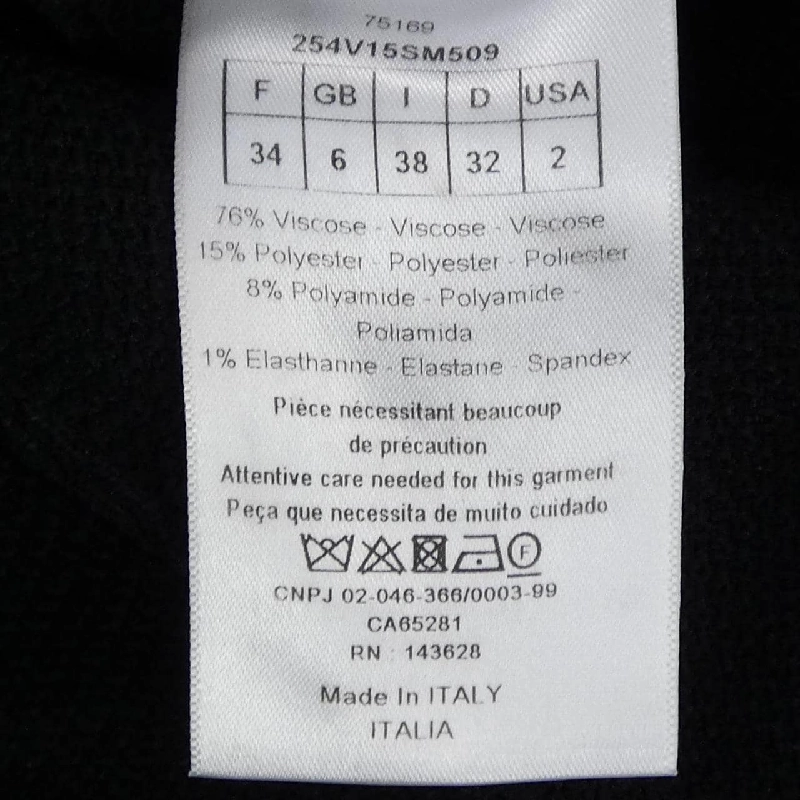 75169
254V15SM509
F GB I D USA
34 6 38 32 2
76% Viscose - Viscose - Viscose
15% Polyester - Polyester - Poliester
8% Polyamide - Polyamide -
Poliamida
1% Elasthanne - Elastane - Spandex
Pièce nécessitant beaucoup
de précaution
Attentive care needed for this garment
Peça que necessita de muito cuidado
F
CNPJ 02-046-366/0003-99
CA65281
RN : 143628
Made In ITALY
ITALIA